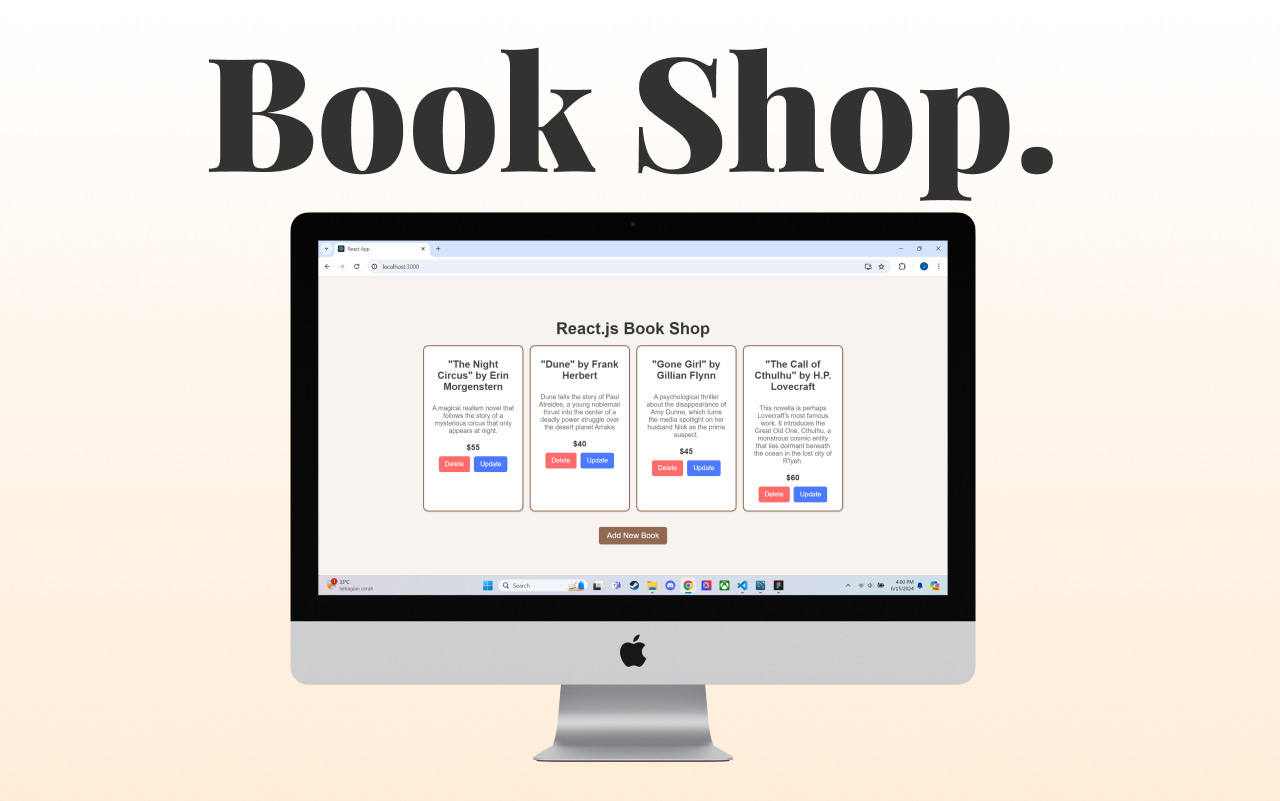 Book Shop.
React App
localhost:3000
React.js Book Shop
"The Night
Circus" by Erin
Morgenstern
A magical realism novel that
follows the story of a
mysterious circus that only
appears at night.
$55
Delete Update
"Dune" by Frank
Herbert
Dune tells the story of Paul
Atreides, a young nobleman
thrust into the center of a
deadly power struggle over
the desert planet Arrakis
$40
Delete Update
"Gone Girl" by
Gillian Flynn
A psychological thriller
about the disappearance of
Amy Dunne, which turns
the media spotlight on her
husband Nick as the prime
suspect.
$45
Delete Update
"The Call of
Cthulhu" by H.P.
Lovecraft
This novella is perhaps
Lovecraft's most famous
work. It introduces the
Great Old One, Cthulhu, a
monstrous cosmic entity
that lies dormant beneath
the ocean in the lost city of
R'lyeh.
$60
Delete Update
Add New Book
33°C
Sebagian cerah
Search
4:00 PM
6/15/2024